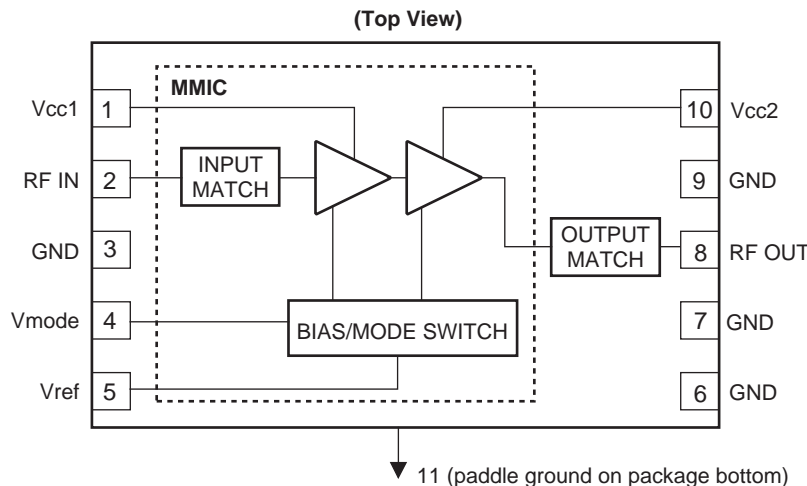 (Top View)
MMIC
Vcc1 1
10 Vcc2
INPUT
MATCH
RF IN 2
9 GND
GND 3
OUTPUT
MATCH
8 RF OUT
Vmode 4
BIAS/MODE SWITCH
7 GND
Vref 5
6 GND
11 (paddle ground on package bottom)